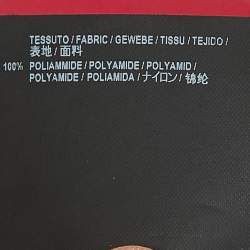 TESSUTO / FABRIC / GEWEBE / TISSU / TEJIDO /
表地 / 面料
100% POLIAMMIDE / POLYAMIDE / POLYAMID /
POLYAMIDE / POLIAMIDA / ナイロン / 锦纶